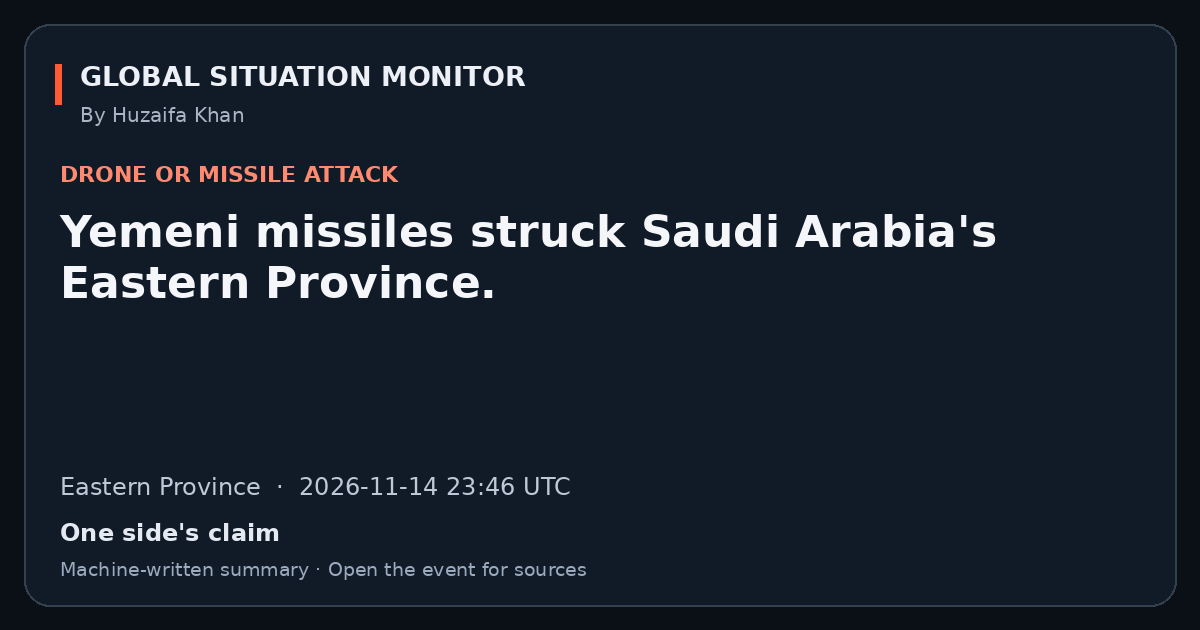 GLOBAL SITUATION MONITOR
By Huzaifa Khan
DRONE OR MISSILE ATTACK
Yemeni missiles struck Saudi Arabia's
Eastern Province.
Eastern Province · 2026-11-14 23:46 UTC
One side's claim
Machine-written summary · Open the event for sources